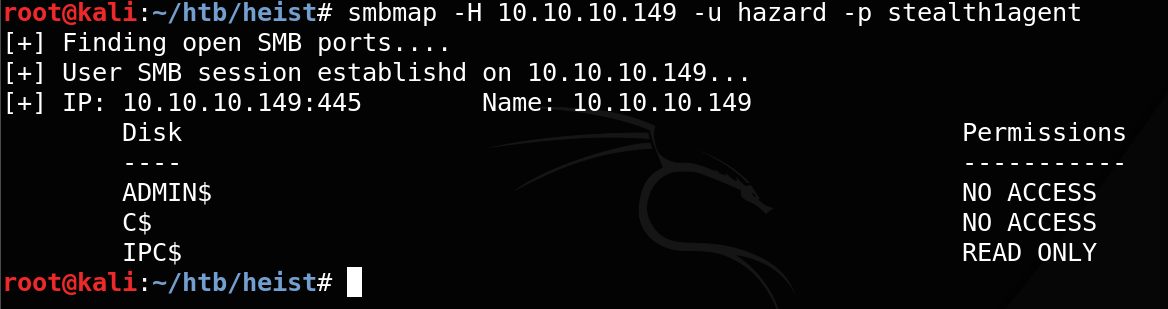 root@kali:~/htb/heist# smbmap -H 10.10.10.149 -u hazard -p stealth1agent
[+] Finding open SMB ports....
[+] User SMB session establishd on 10.10.10.149...
[+] IP: 10.10.10.149:445        Name: 10.10.10.149
        Disk                                                    Permissions
        ----                                                    -----------
        ADMIN$                                                  NO ACCESS
        C$                                                      NO ACCESS
        IPC$                                                    READ ONLY
root@kali:~/htb/heist#